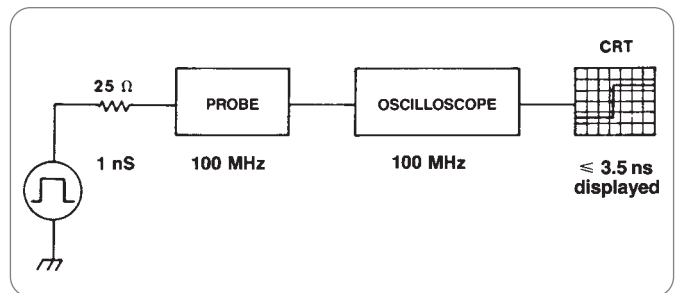 CRT
25 Ω
PROBE
OSCILLOSCOPE
1 nS
100 MHz
100 MHz
≤ 3.5 ns
displayed